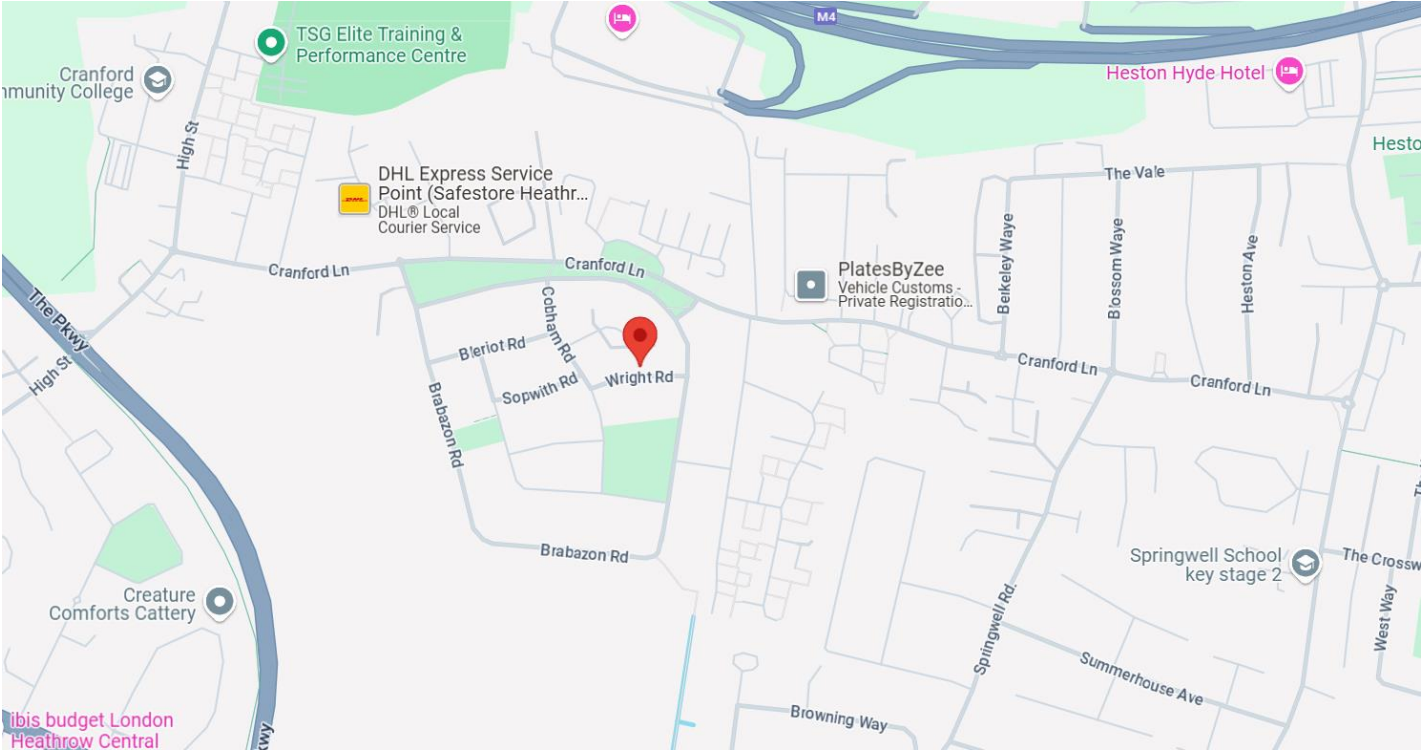 M4
TSG Elite Training &
Performance Centre
Cranford
mmunity College
Heston Hyde Hotel
High St
Hesto
The Vale
DHL Express Service
Point (Safestore Heathr...
DHL® Local
Courier Service
Cranford Ln
Cranford Ln
PlatesByZee
Vehicle Customs -
Private Registratio...
Berkeley Waye
Blossom Waye
Heston Ave
The Pkwy
High St
Bleriot Rd
Cobham Rd
Sopwith Rd
Wright Rd
Brabazon Rd
Cranford Ln
Cranford Ln
Brabazon Rd
Springwell School
key stage 2
The Crossw
West Way
Th
Creature
Comforts Cattery
Springwell Rd.
Summerhouse Ave
Browning Way
ibis budget London
Heathrow Central
kwy